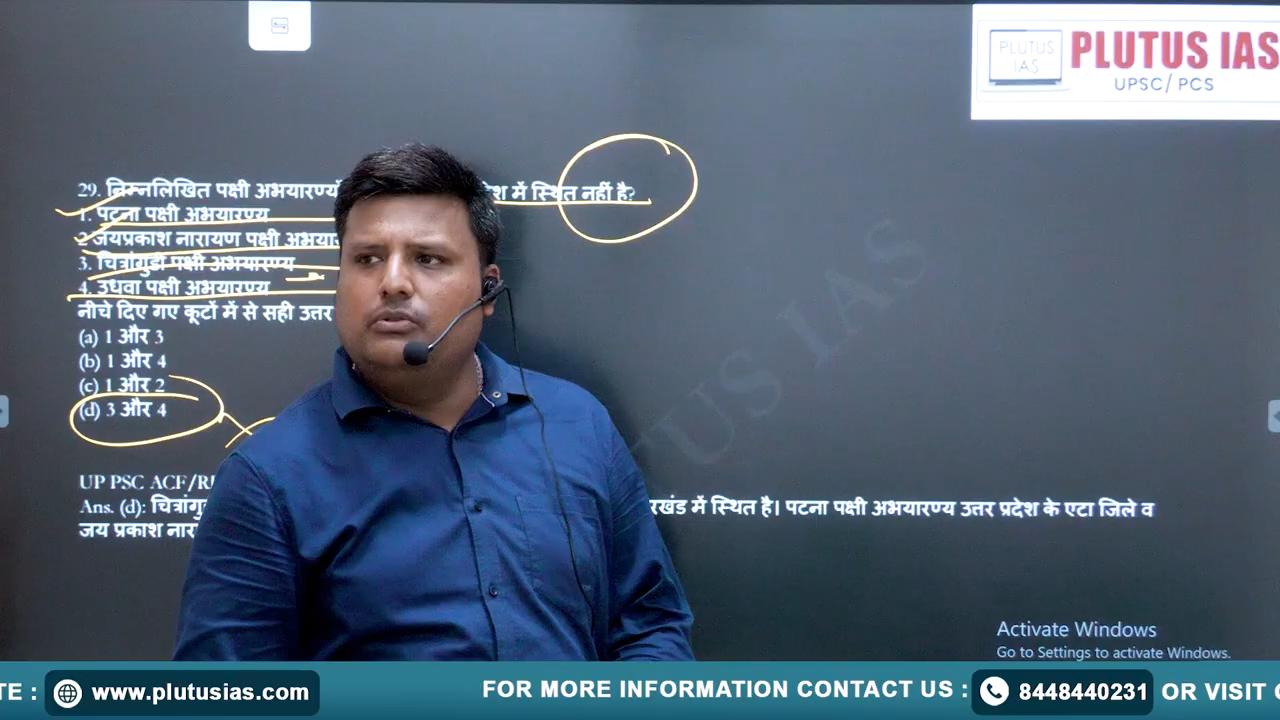 PLUTUS IAS
PLUTUS IAS
UPSC/ PCS
29. निम्नलिखित पक्षी अभयारण्यों में स्थित नहीं है?
1. पटना पक्षी अभयारण्य
2 जयप्रकाश नारायण पक्षी
3. चित्रांगुडी पक्षी अभयारण्य
4. उधवा पक्षी अभयारण्य
नीचे दिए गए कूटों में से सही उत्तर
(a) 1 और 3
(b) 1 और 4
(c) 1 और 2
(d) 3 और 4
UP PSC ACF/
Ans. (d): में स्थित है। पटना पक्षी अभयारण्य उत्तर प्रदेश के एटा जिले व
जय प्रकाश
TUS IAS
Activate Windows
Go to Settings to activate Windows.
: www.plutusias.com FOR MORE INFORMATION CONTACT US : 8448440231 OR VISIT